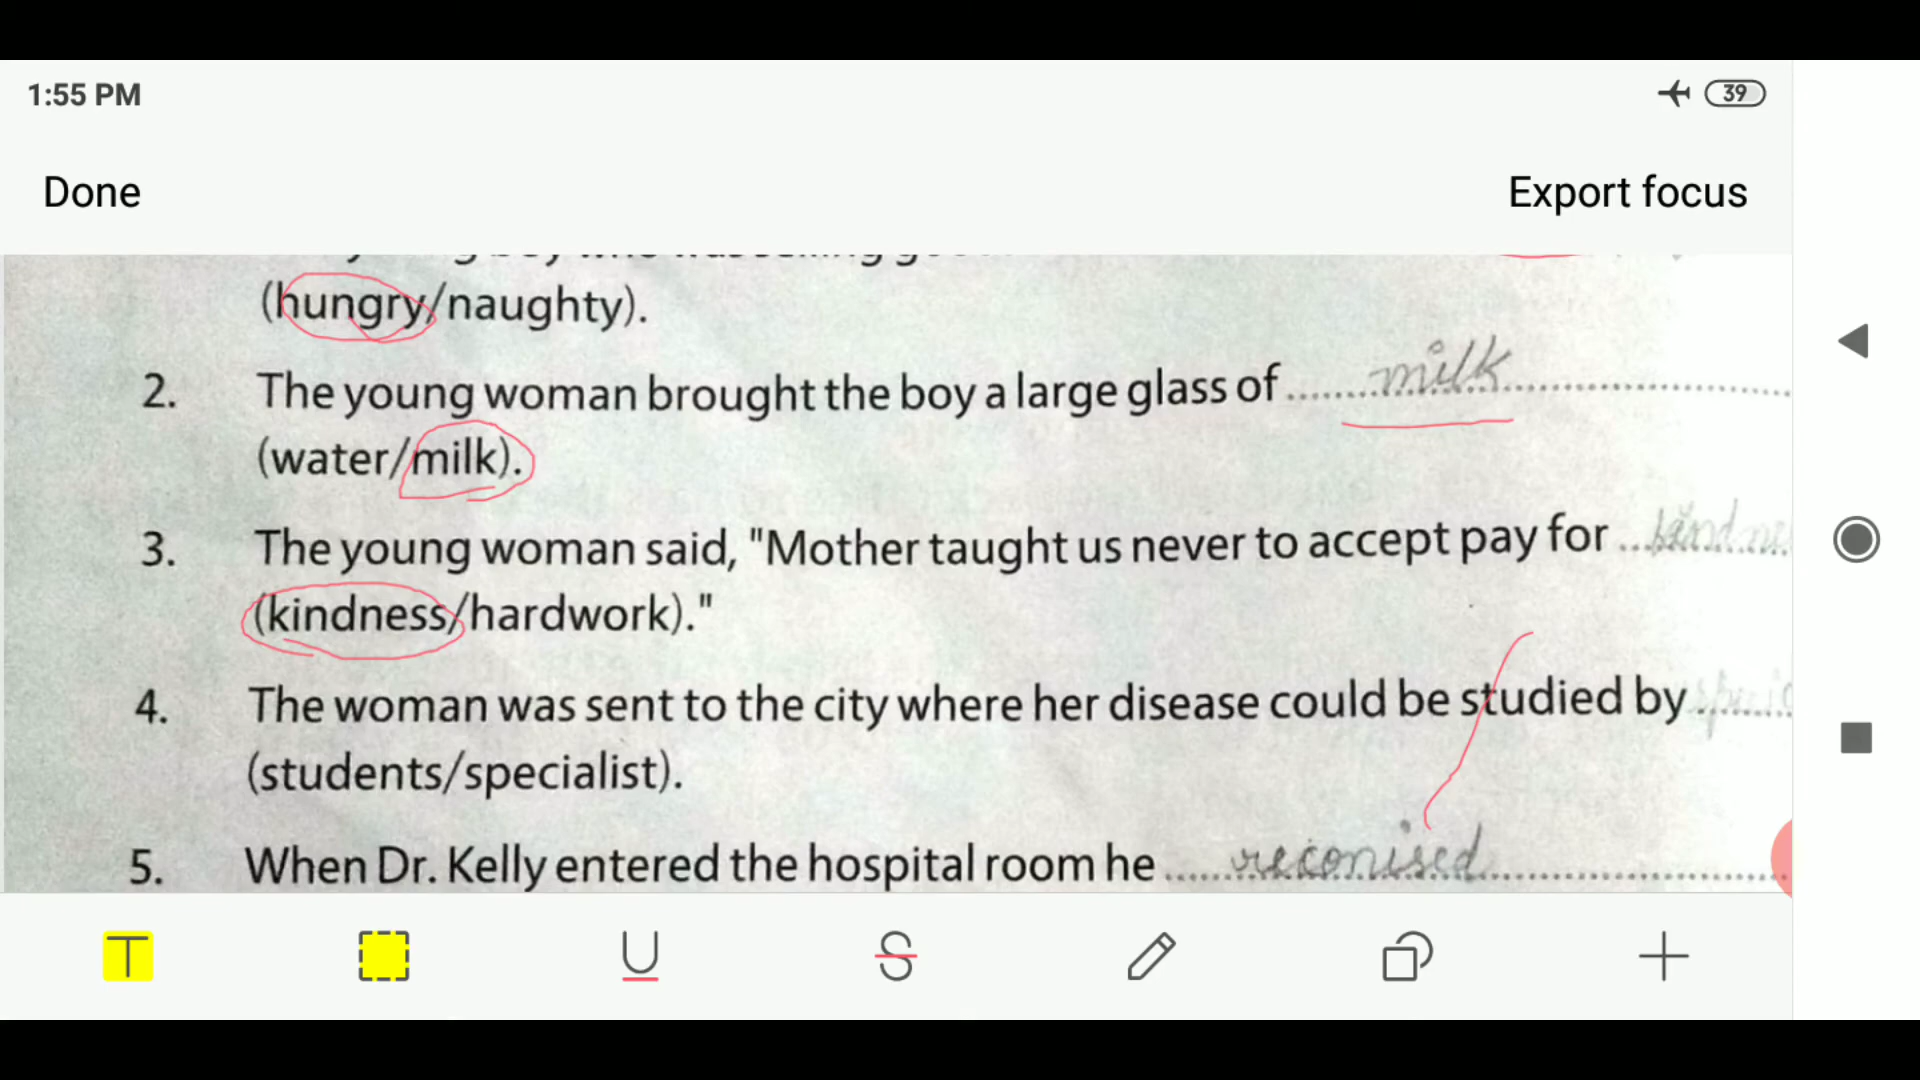 1:55 PM
39
Done
Export focus
(hungry/naughty).
2. The young woman brought the boy a large glass of ..... milk .....
(water/milk).
3. The young woman said, "Mother taught us never to accept pay for ... kindne
(kindness/hardwork)."
4. The woman was sent to the city where her disease could be studied by ....
(students/specialist).
5. When Dr. Kelly entered the hospital room he ..... reconised .....
T
U
S